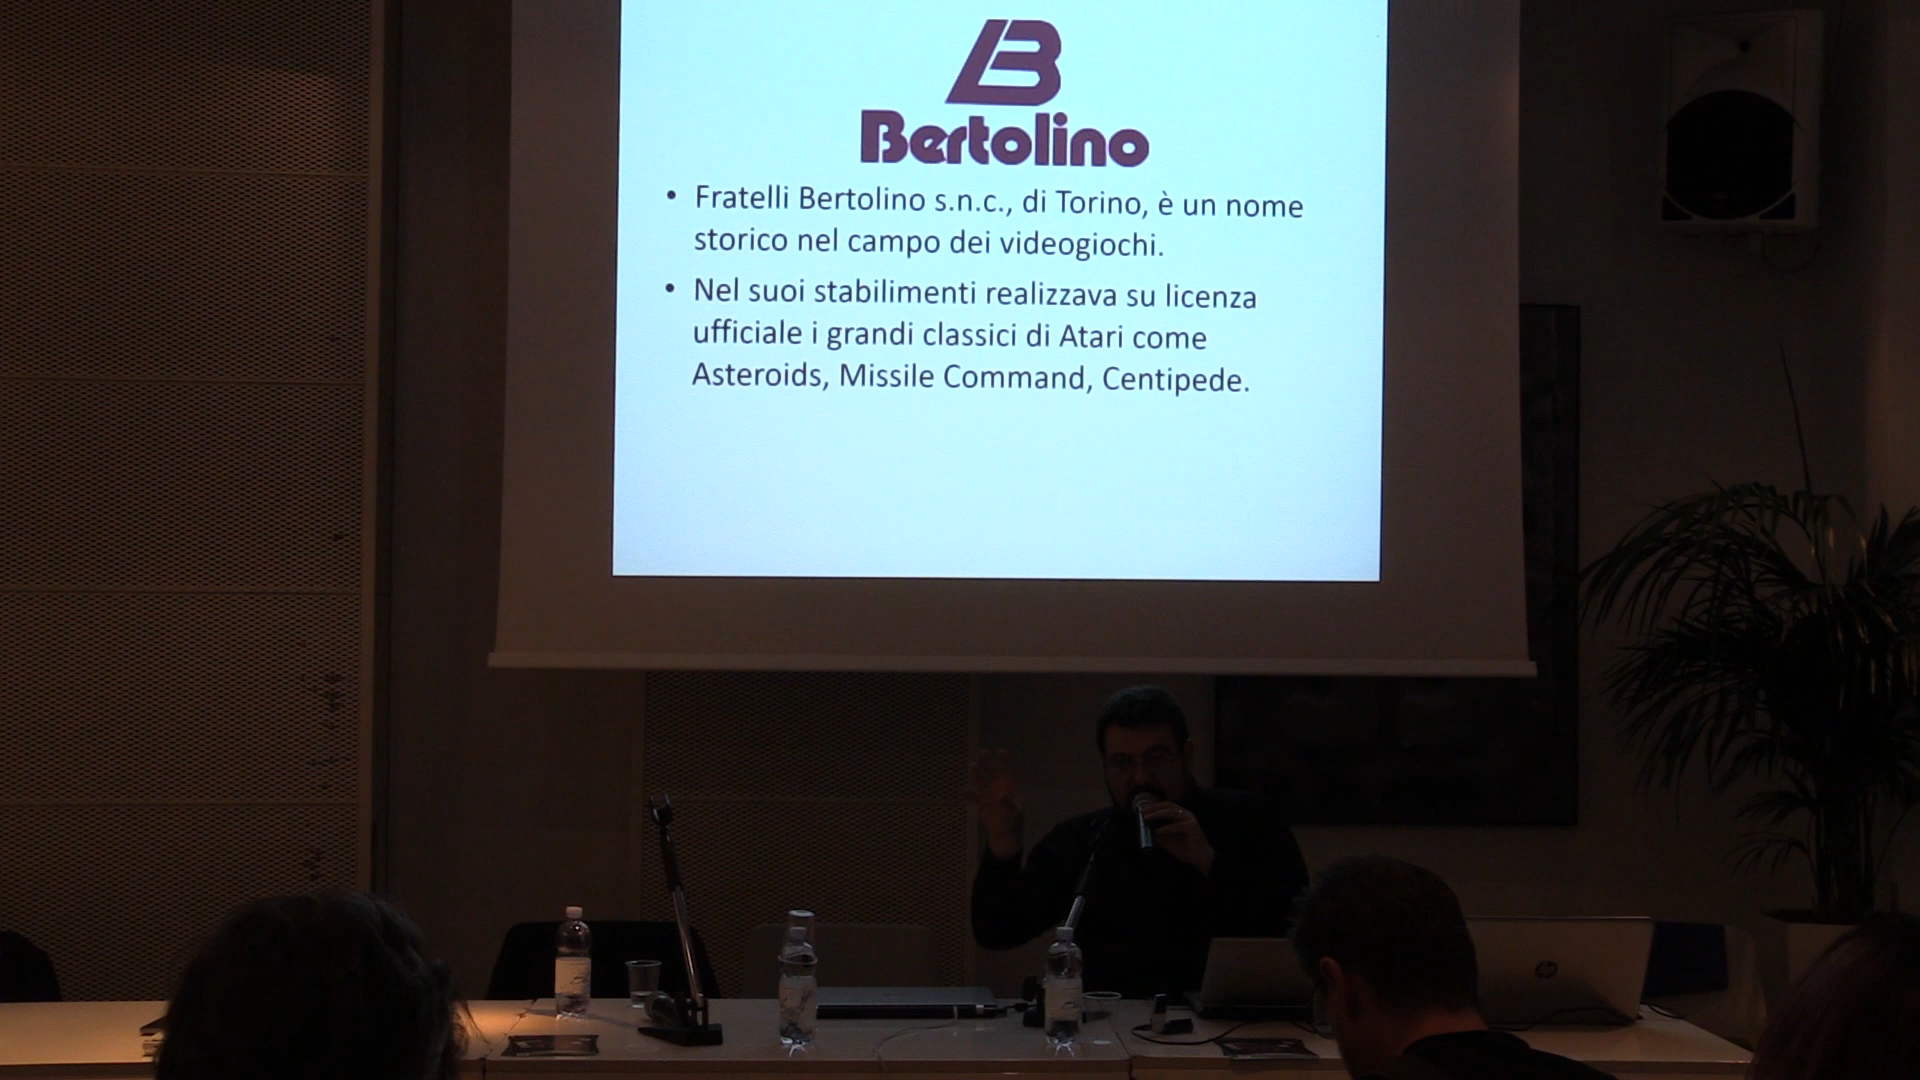 B
Bertolino
• Fratelli Bertolino s.n.c., di Torino, è un nome
storico nel campo dei videogiochi.
• Nel suoi stabilimenti realizzava su licenza
ufficiale i grandi classici di Atari come
Asteroids, Missile Command, Centipede.
hp